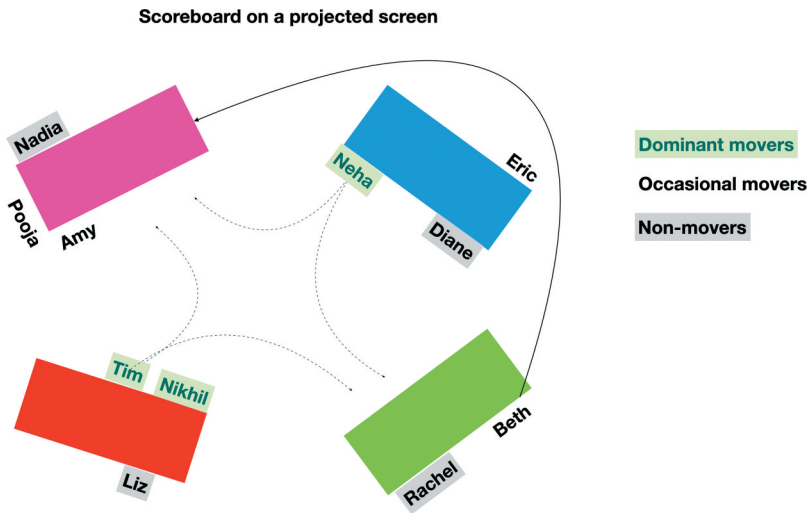 Scoreboard on a projected screen
Nadia
Pooja
Amy
Neha
Eric
Diane
Tim
Nikhil
Liz
Rachel
Beth
Dominant movers
Occasional movers
Non-movers